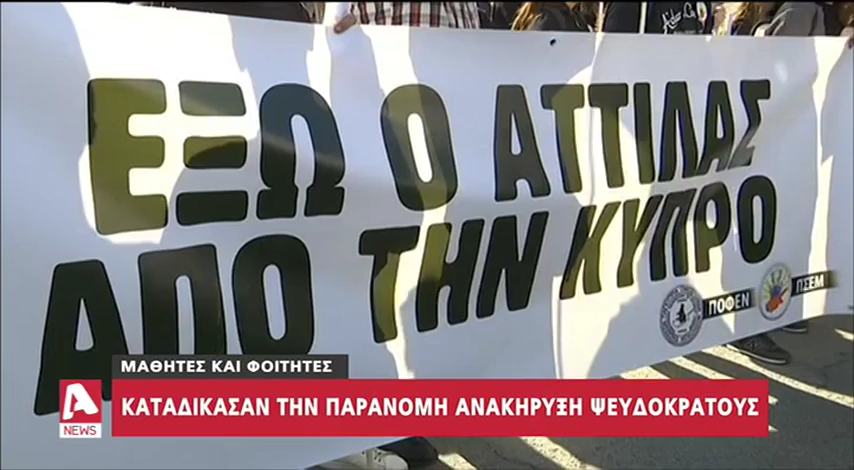 ΕΞΩ Ο ΑΤΤΙΛΑΣ
ΑΠΟ ΤΗΝ ΚΥΠΡΟ
ΠΟΦΕΝ
ΠΣΕΜ
ΜΑΘΗΤΕΣ ΚΑΙ ΦΟΙΤΗΤΕΣ
ΚΑΤΑΔΙΚΑΣΑΝ ΤΗΝ ΠΑΡΑΝΟΜΗ ΑΝΑΚΗΡΥΞΗ ΨΕΥΔΟΚΡΑΤΟΥΣ
NEWS